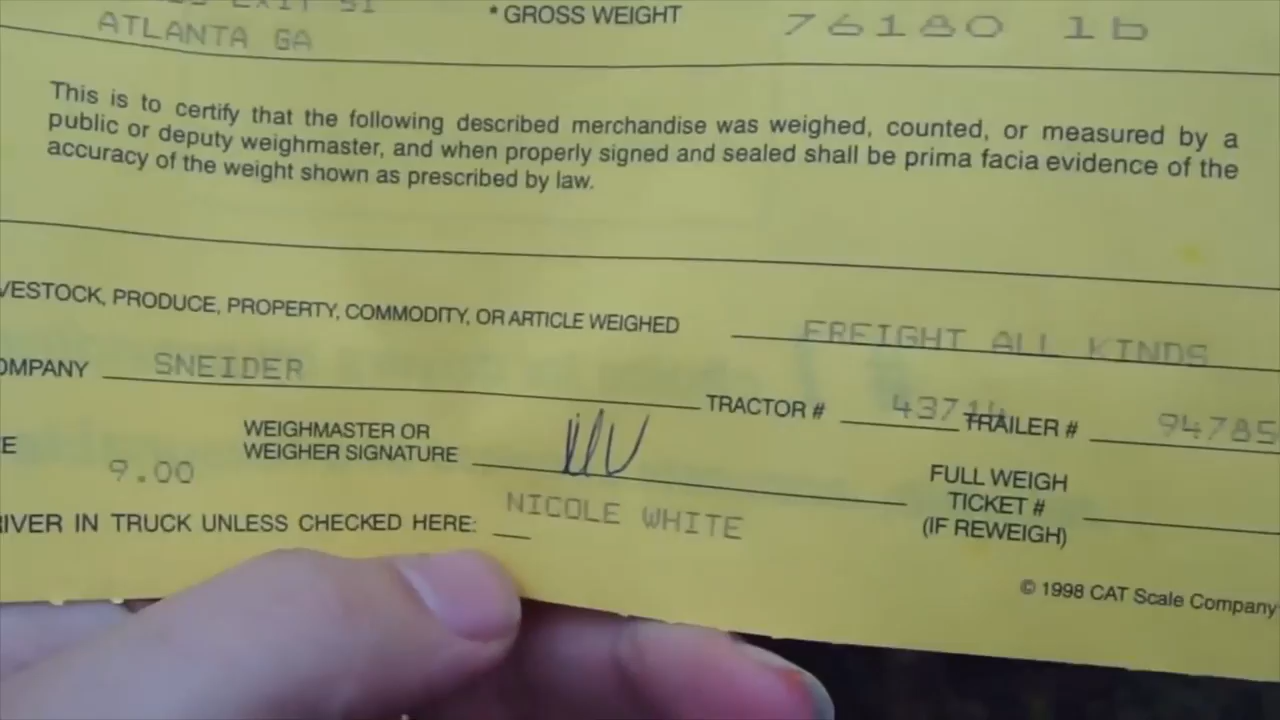 EXIT 51
* GROSS WEIGHT 76180 lb
ATLANTA GA
This is to certify that the following described merchandise was weighed, counted, or measured by a
public or deputy weighmaster, and when properly signed and sealed shall be prima facia evidence of the
accuracy of the weight shown as prescribed by law.
VESTOCK, PRODUCE, PROPERTY, COMMODITY, OR ARTICLE WEIGHED FREIGHT ALL KINDS
OMPANY SNEIDER
TRACTOR # 43714 TRAILER # 94785
E 9.00
WEIGHMASTER OR
WEIGHER SIGNATURE
FULL WEIGH
TICKET #
(IF REWEIGH)
NICOLE WHITE
IVER IN TRUCK UNLESS CHECKED HERE:
© 1998 CAT Scale Company